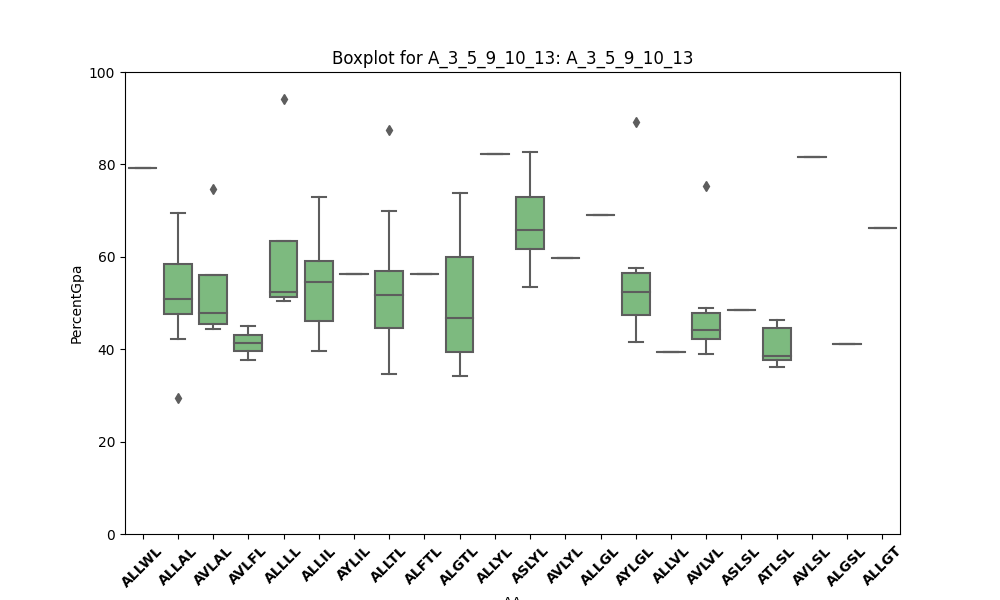 Boxplot for A_3_5_9_10_13: A_3_5_9_10_13
PercentGpa
100
80
60
40
20
0
ALLWL
ALLAL
AVLAL
AVLFL
ALLLL
ALLIL
AYLIL
ALLTL
ALFTL
ALGTL
ALLYL
ASLYL
AVLYL
ALLGL
AYLGL
ALLVL
AVLVL
ASLSL
ATLSL
AVLSL
ALGSL
ALLGT